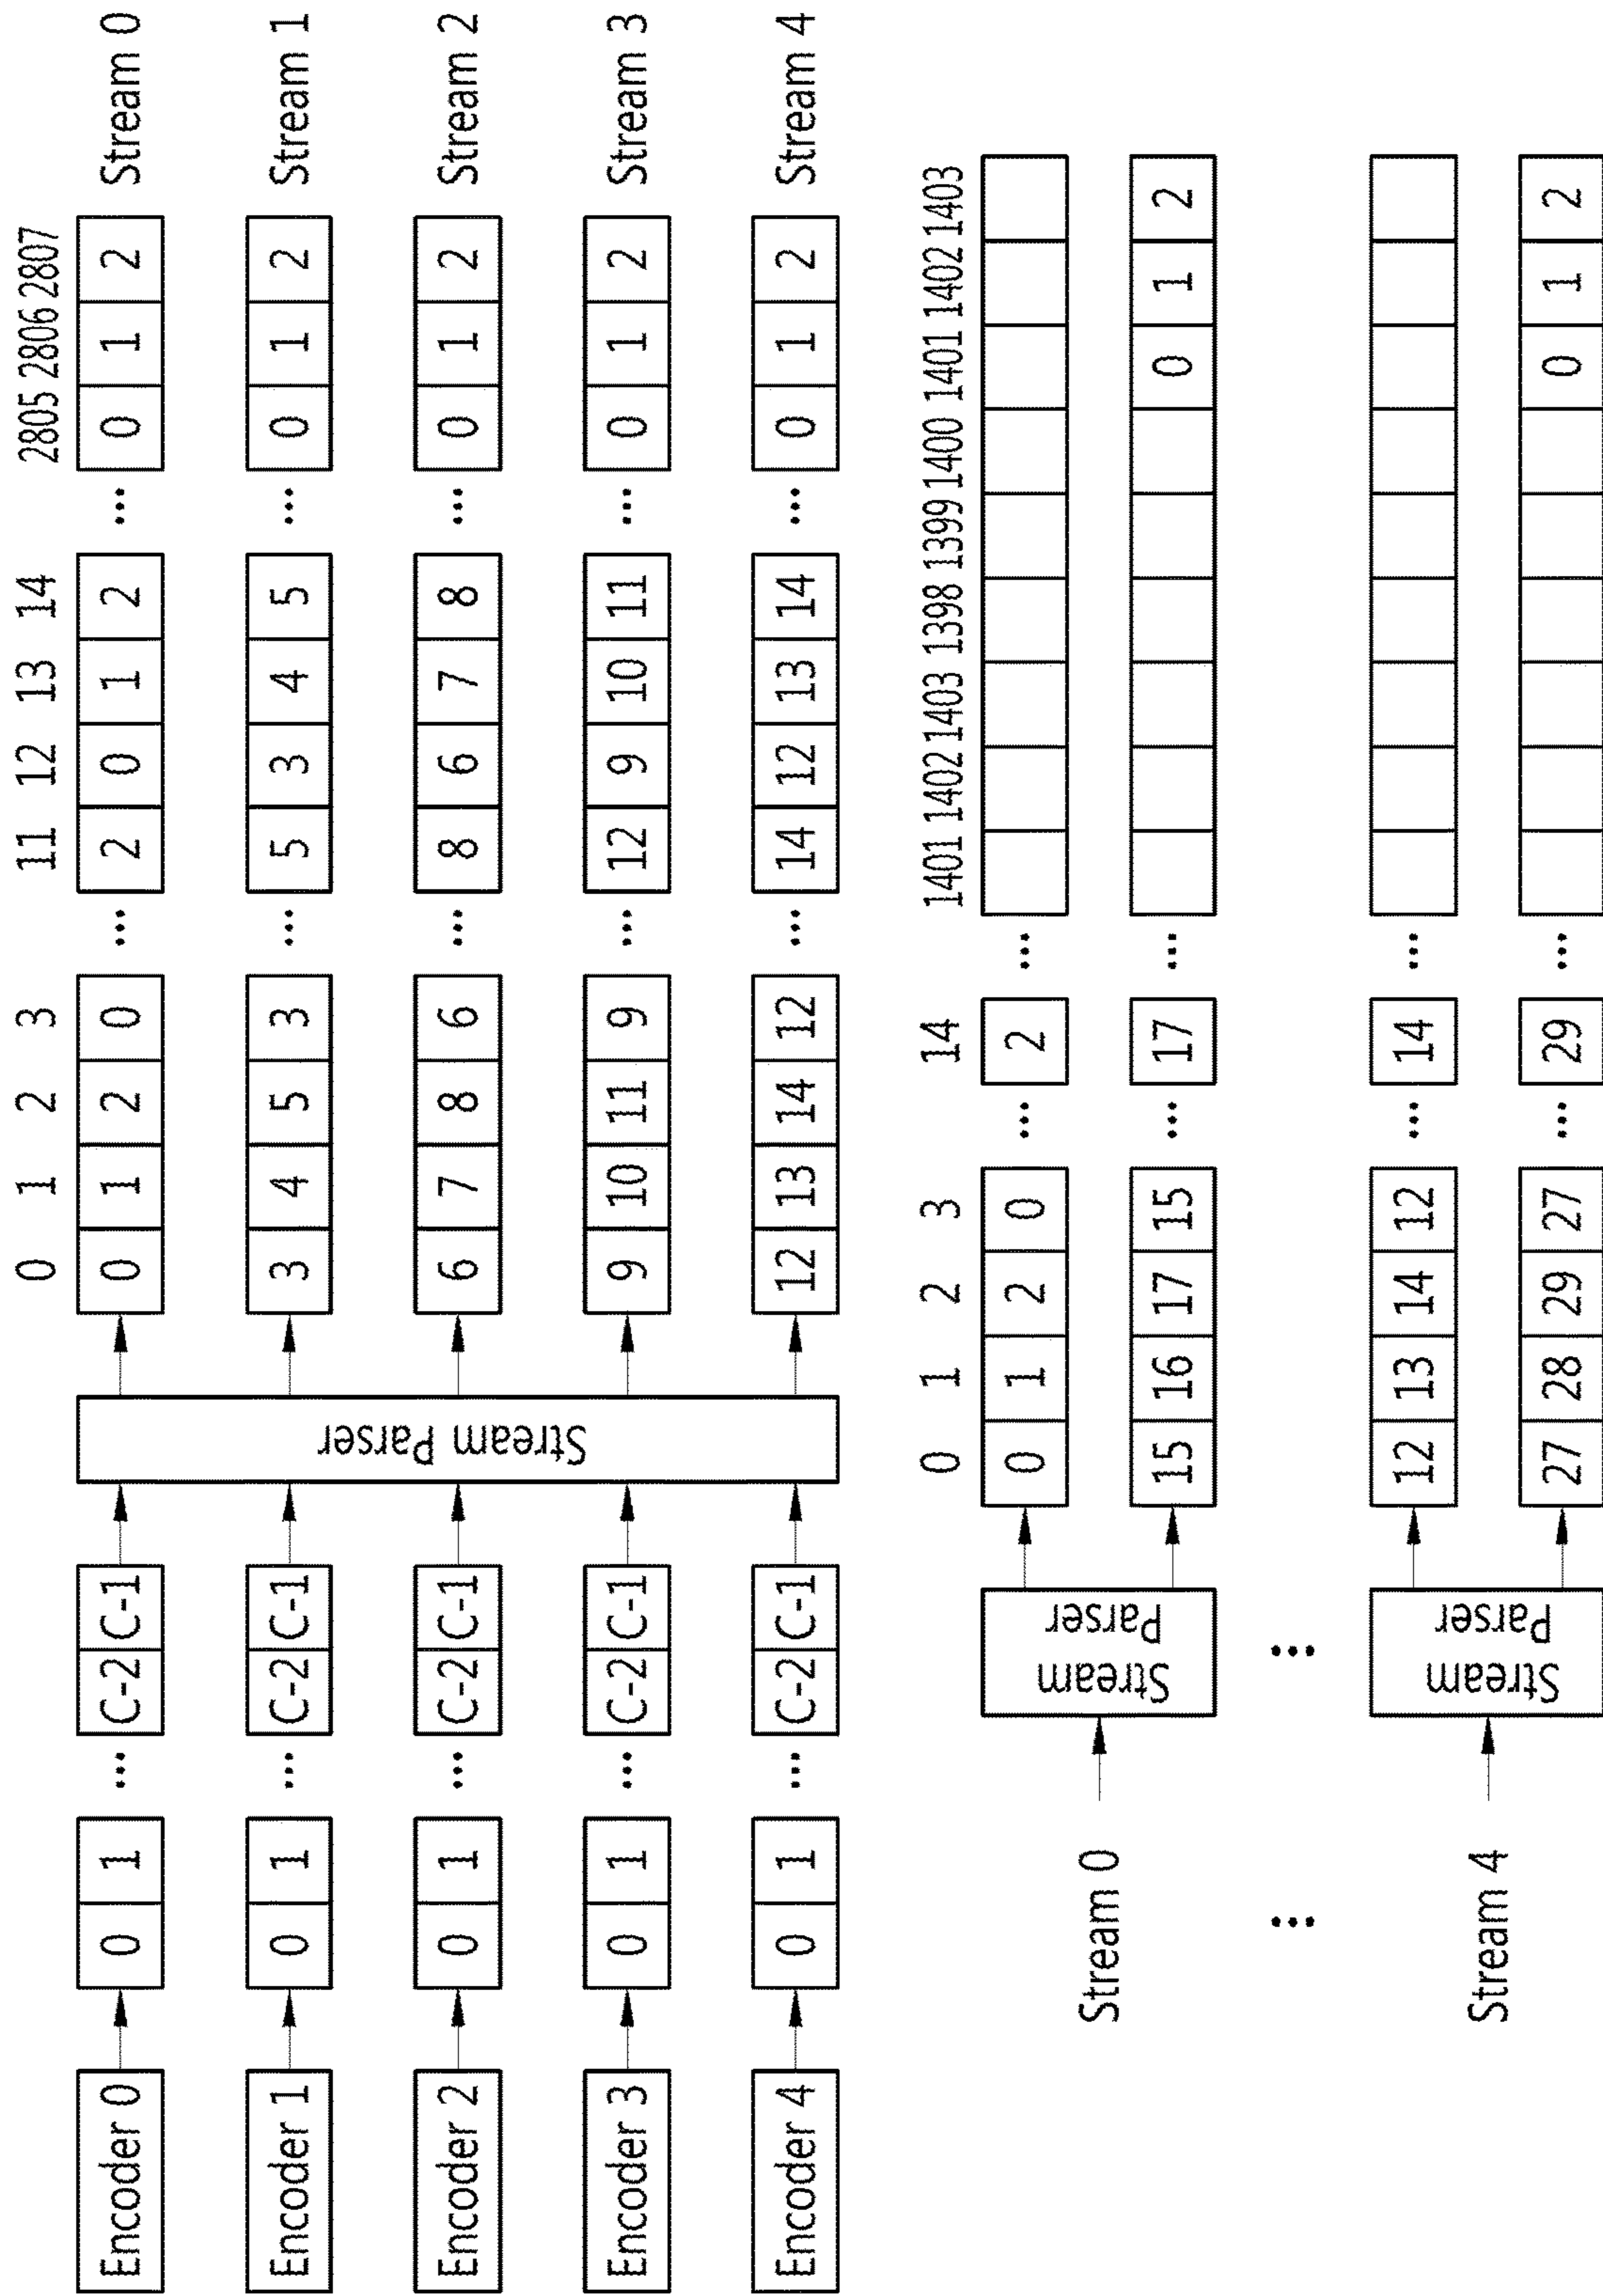 0 1 2 3 11 12 13 14 2805 2806 2807
Encoder 0 0 1 ... C-2 C-1 0 1 2 0 ... 2 0 1 2 ... 0 1 2 Stream 0
Encoder 1 0 1 ... C-2 C-1 3 4 5 3 ... 5 3 4 5 ... 0 1 2 Stream 1
Encoder 2 0 1 ... C-2 C-1 Stream Parser 6 7 8 6 ... 8 6 7 8 ... 0 1 2 Stream 2
Encoder 3 0 1 ... C-2 C-1 9 10 11 9 ... 12 9 10 11 ... 0 1 2 Stream 3
Encoder 4 0 1 ... C-2 C-1 12 13 14 12 ... 14 12 13 14 ... 0 1 2 Stream 4
0 1 2 3 14 1401 1402 1403 1398 1399 1400 1401 1402 1403
0 1 2 0 ... 2 ...
Stream 0 Stream Parser
15 16 17 15 ... 17 ... 0 1 2
... ...
12 13 14 12 ... 14 ...
Stream 4 Stream Parser
27 28 29 27 ... 29 ... 0 1 2